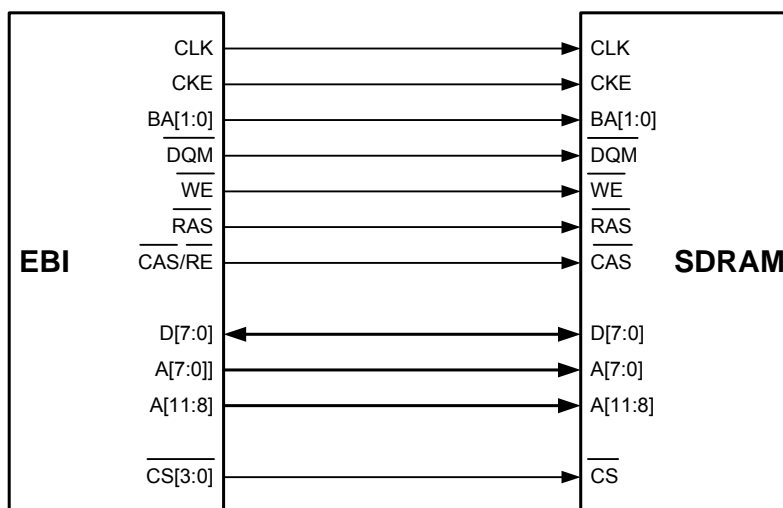 CLK CLK
CKE CKE
BA[1:0] BA[1:0]
DQM DQM
WE WE
RAS RAS
EBI CAS/RE CAS SDRAM
D[7:0] D[7:0]
A[7:0]] A[7:0]
A[11:8] A[11:8]
CS[3:0] CS